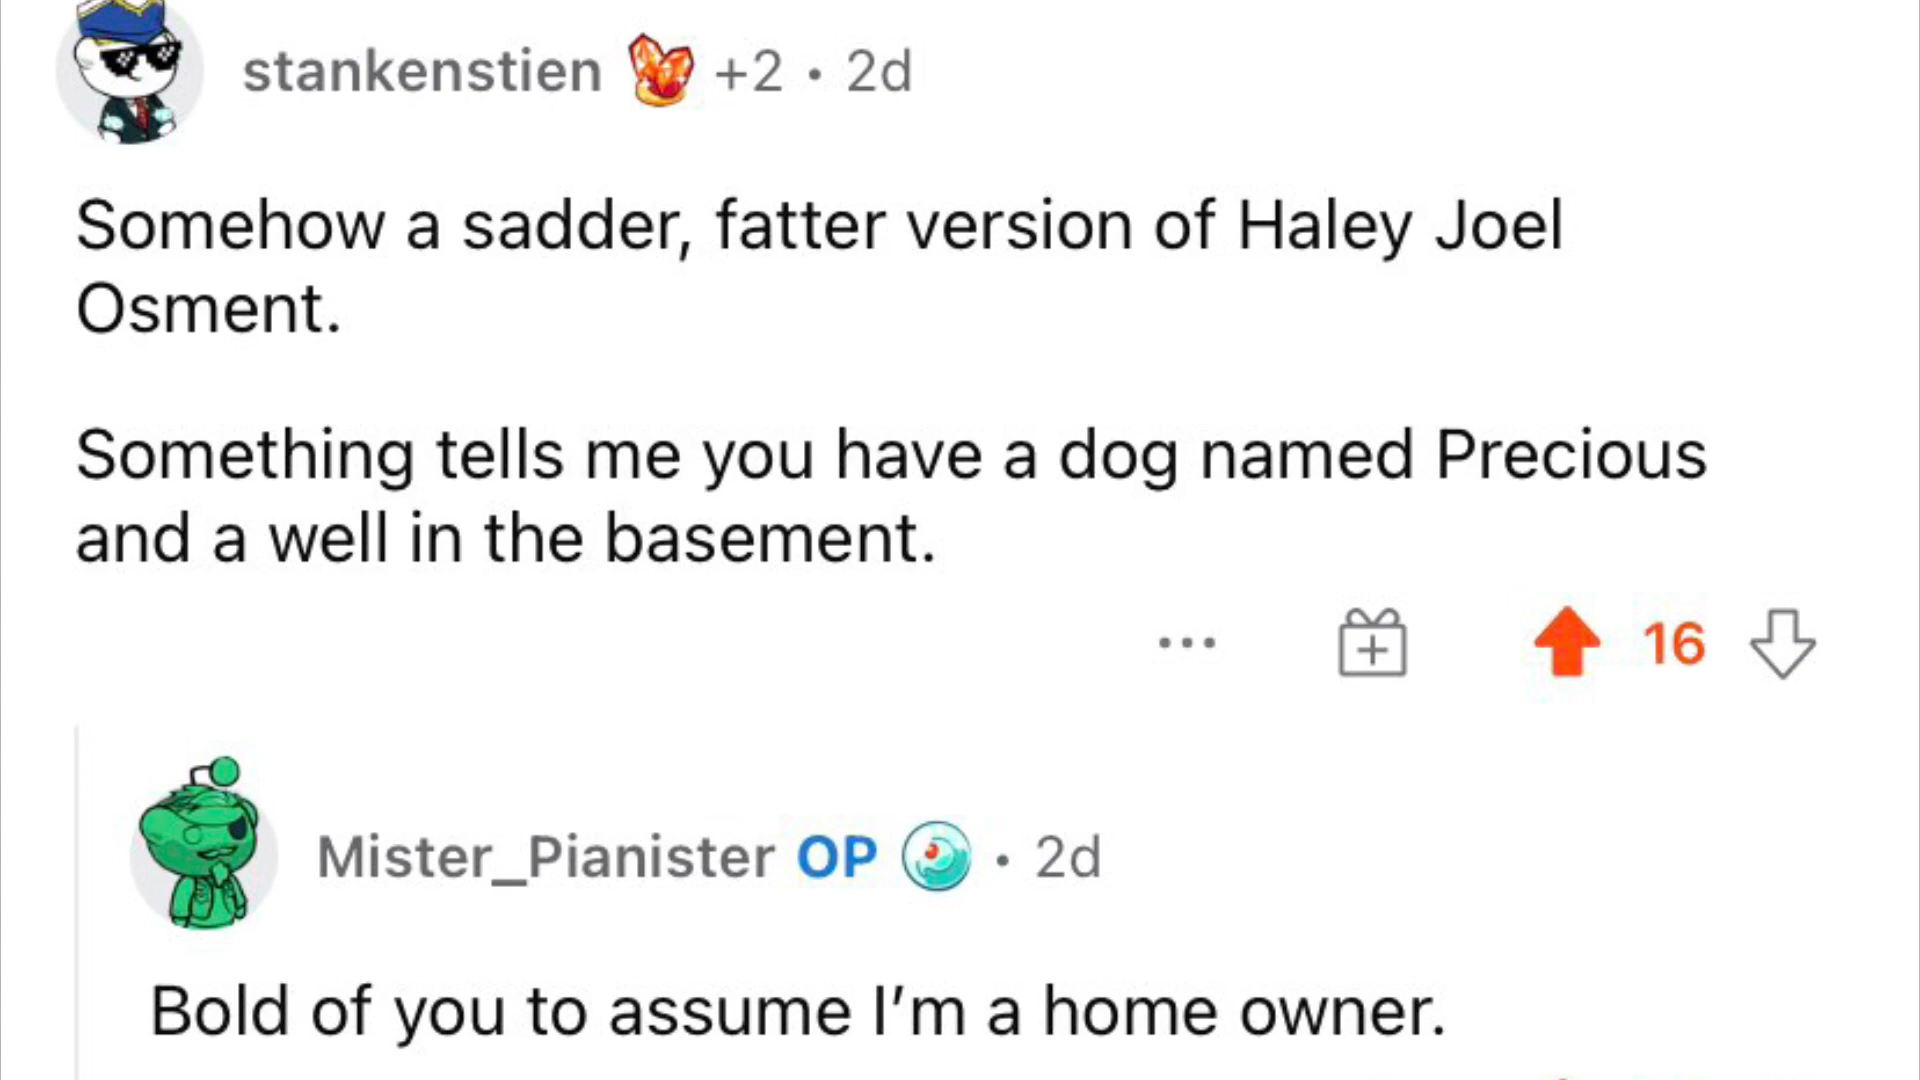 stankenstien +2 • 2d
Somehow a sadder, fatter version of Haley Joel
Osment.
Something tells me you have a dog named Precious
and a well in the basement.
16
Mister_Pianister OP • 2d
Bold of you to assume I’m a home owner.